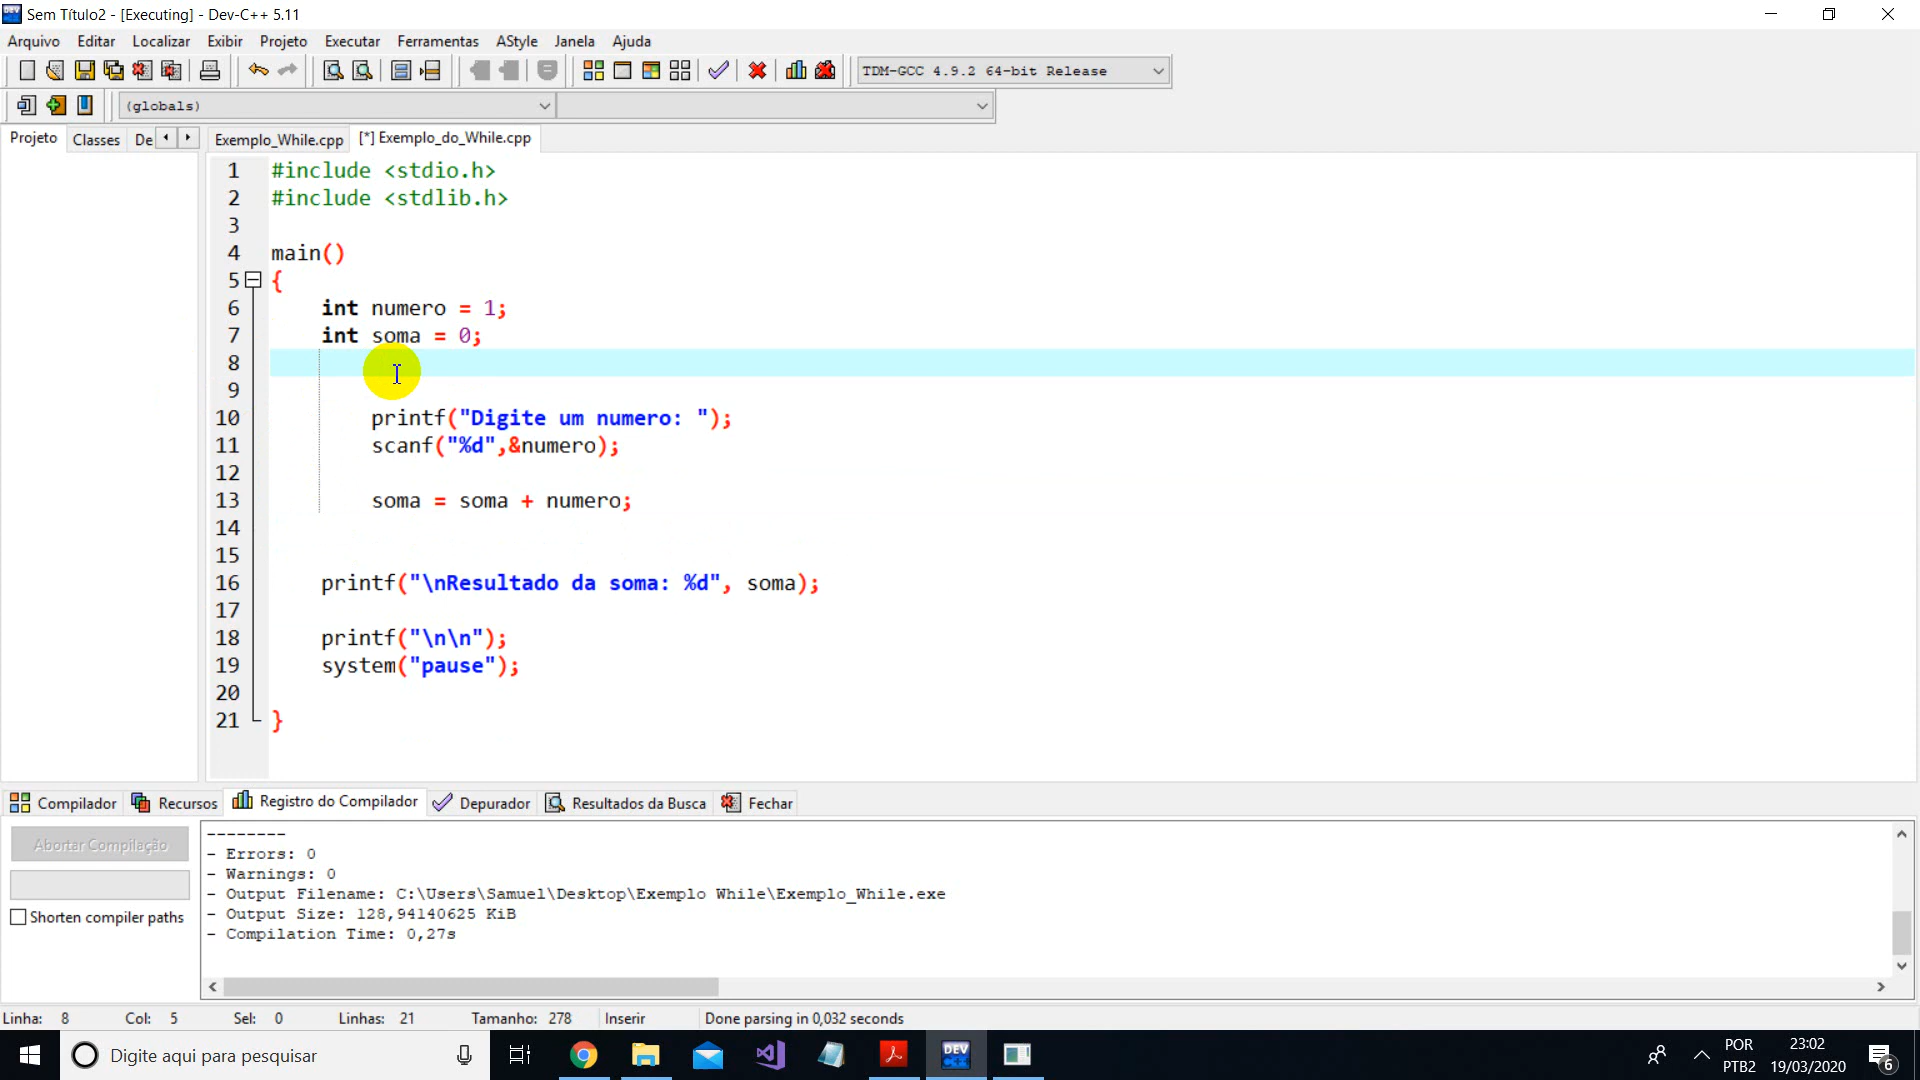 Sem Título2 - [Executing] - Dev-C++ 5.11
Arquivo Editar Localizar Exibir Projeto Executar Ferramentas AStyle Janela Ajuda
TDM-GCC 4.9.2 64-bit Release
(globals)
Projeto Classes De Exemplo_While.cpp [*] Exemplo_do_While.cpp
1 #include <stdio.h>
2 #include <stdlib.h>
3
4 main()
5 {
6 int numero = 1;
7 int soma = 0;
8
9
10 printf("Digite um numero: ");
11 scanf("%d",&numero);
12
13 soma = soma + numero;
14
15
16 printf("\nResultado da soma: %d", soma);
17
18 printf("\n\n");
19 system("pause");
20
21 }
Compilador Recursos Registro do Compilador Depurador Resultados da Busca Fechar
Abortar Compilação
Shorten compiler paths
--------
- Errors: 0
- Warnings: 0
- Output Filename: C:\Users\Samuel\Desktop\Exemplo While\Exemplo_While.exe
- Output Size: 128,94140625 KiB
- Compilation Time: 0,27s
Linha: 8 Col: 5 Sel: 0 Linhas: 21 Tamanho: 278 Inserir Done parsing in 0,032 seconds
Digite aqui para pesquisar
DEV
POR
PTB2
23:02
19/03/2020
6